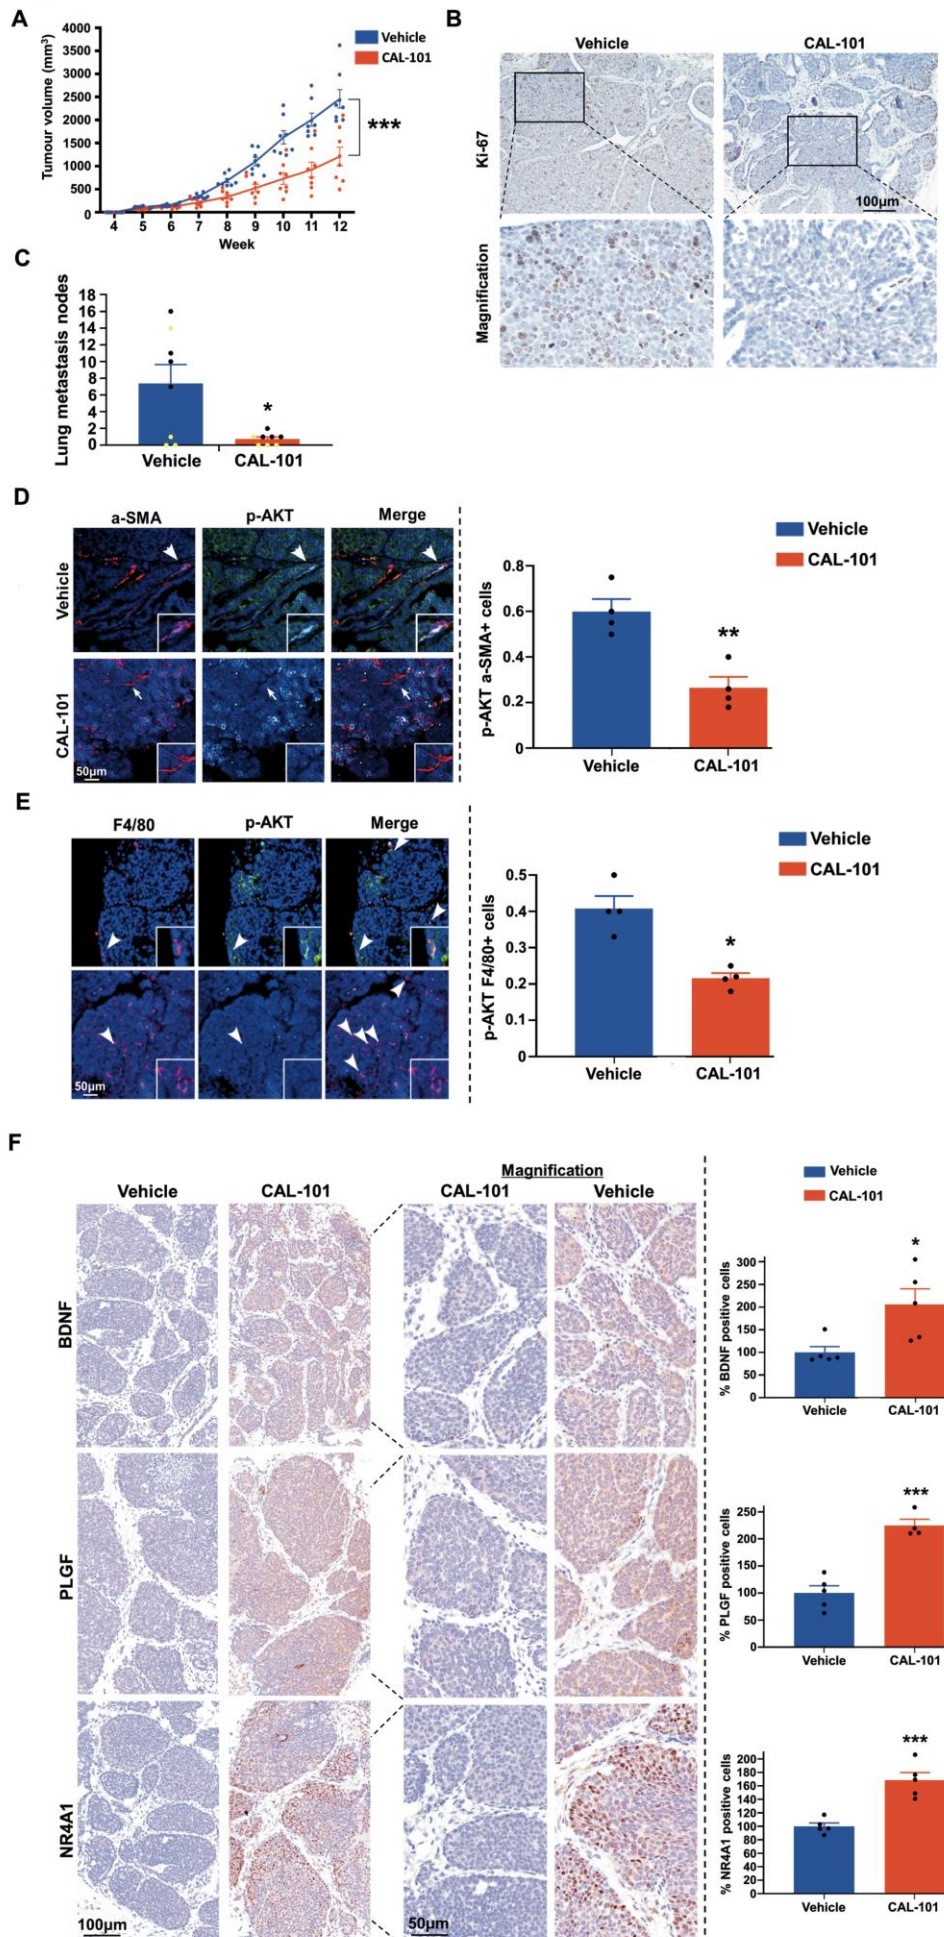 A
Tumour volume (mm³)
4000
3500
3000
2500
2000
1500
1000
500
0
4 5 6 7 8 9 10 11 12
Week
Vehicle
CAL-101
***
B
Vehicle CAL-101
Ki-67
100μm
Magnification
C
Lung metastasis nodes
18
16
14
12
10
8
6
4
2
0
*
Vehicle CAL-101
D
a-SMA p-AKT Merge
Vehicle
CAL-101
50μm
Vehicle
CAL-101
p-AKT a-SMA+ cells
0.8
0.6
0.4
0.2
0
**
Vehicle CAL-101
E
F4/80 p-AKT Merge
50μm
Vehicle
CAL-101
p-AKT F4/80+ cells
0.5
0.4
0.3
0.2
0.1
0
*
Vehicle CAL-101
F
Magnification
Vehicle CAL-101 CAL-101 Vehicle
BDNF
PLGF
NR4A1
100μm
50μm
Vehicle
CAL-101
% BDNF positive cells
300
250
200
150
100
50
0
*
Vehicle CAL-101
% PLGF positive cells
250
200
150
100
50
0
***
Vehicle CAL-101
% NR4A1 positive cells
200
180
160
140
120
100
80
60
40
20
0
***
Vehicle CAL-101